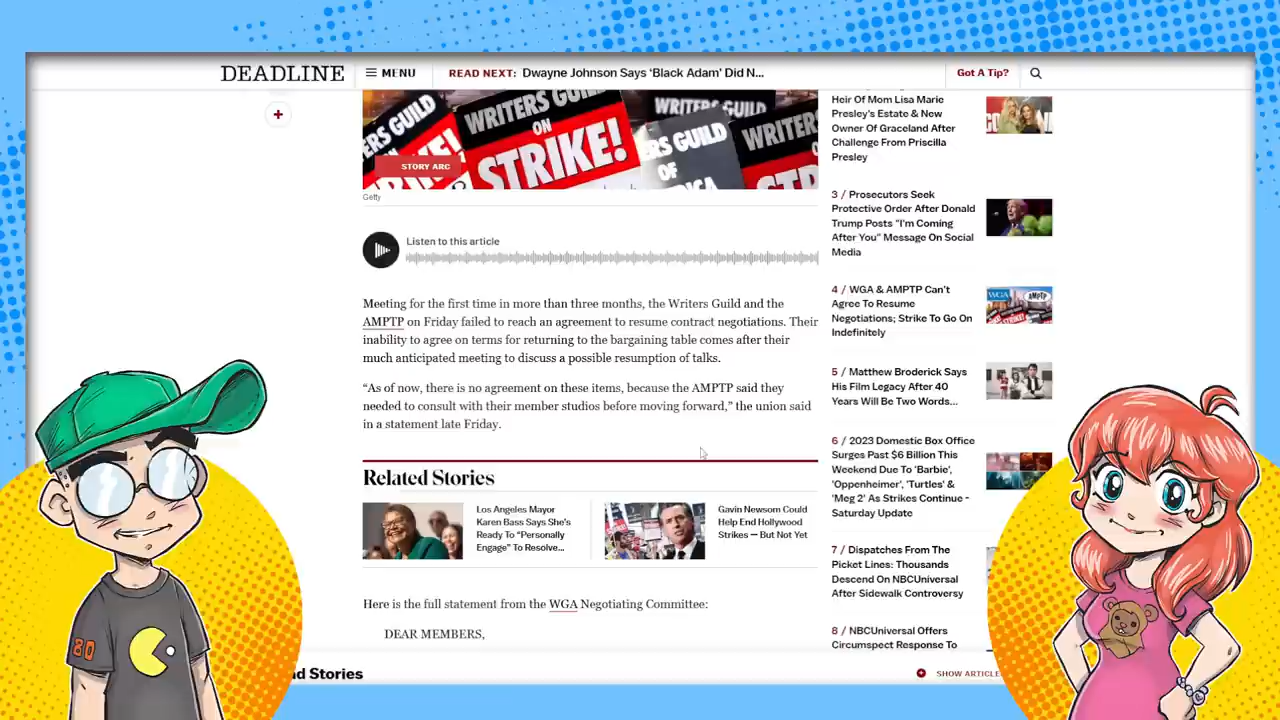 DEADLINE
MENU
READ NEXT: Dwayne Johnson Says ‘Black Adam’ Did N...
Got A Tip?
WRITERS GUILD
ON
STRIKE!
WRITERS GUILD
STORY ARC
Getty
Listen to this article
Meeting for the first time in more than three months, the Writers Guild and the
AMPTP on Friday failed to reach an agreement to resume contract negotiations. Their
inability to agree on terms for returning to the bargaining table comes after their
much anticipated meeting to discuss a possible resumption of talks.
“As of now, there is no agreement on these items, because the AMPTP said they
needed to consult with their member studios before moving forward,” the union said
in a statement late Friday.
Related Stories
Los Angeles Mayor
Karen Bass Says She’s
Ready To “Personally
Engage” To Resolve...
Gavin Newsom Could
Help End Hollywood
Strikes — But Not Yet
Here is the full statement from the WGA Negotiating Committee:
DEAR MEMBERS,
Heir Of Mom Lisa Marie
Presley's Estate & New
Owner Of Graceland After
Challenge From Priscilla
Presley
3 / Prosecutors Seek
Protective Order After Donald
Trump Posts "I'm Coming
After You" Message On Social
Media
4 / WGA & AMPTP Can't
Agree To Resume
Negotiations; Strike To Go On
Indefinitely
WGA
AMPTP
5 / Matthew Broderick Says
His Film Legacy After 40
Years Will Be Two Words...
6 / 2023 Domestic Box Office
Surges Past $6 Billion This
Weekend Due To 'Barbie',
'Oppenheimer', 'Turtles' &
'Meg 2' As Strikes Continue –
Saturday Update
7 / Dispatches From The
Picket Lines: Thousands
Descend On NBCUniversal
After Sidewalk Controversy
8 / NBCUniversal Offers
Circumspect Response To
Stories
SHOW ARTICLE
80